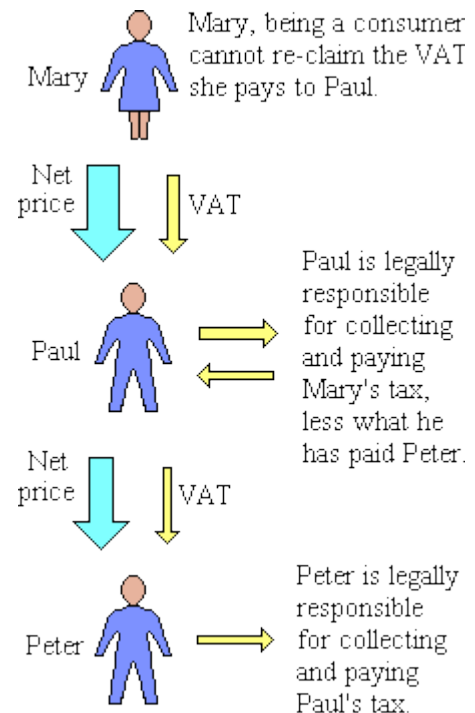 Mary, being a consumer
cannot re-claim the VAT
she pays to Paul.
Mary
Net
price
VAT
Paul is legally
responsible
for collecting
and paying
Mary's tax,
less what he
has paid Peter.
Paul
Net
price
VAT
Peter is legally
responsible
for collecting
and paying
Paul's tax.
Peter